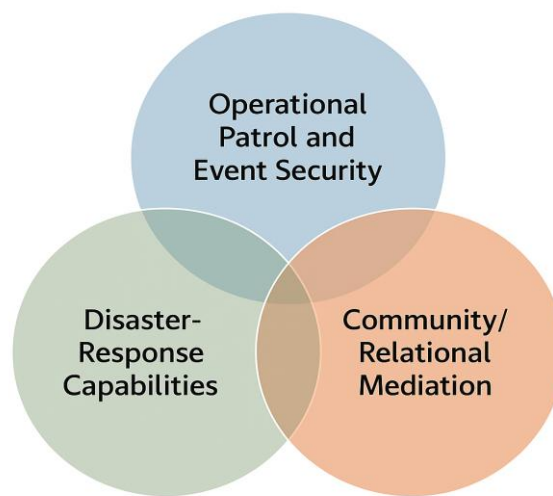 Operational
Patrol and
Event Security
Disaster-
Response
Capabilities
Community/
Relational
Mediation